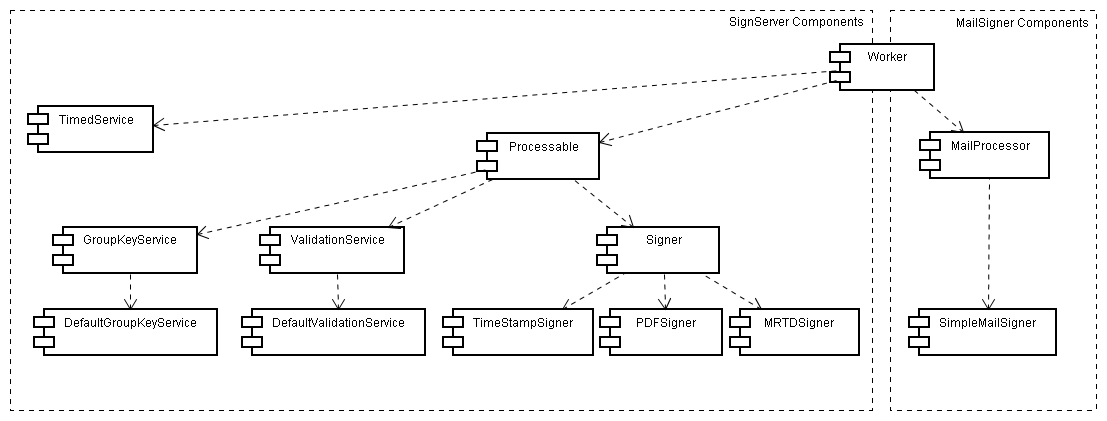 SignServer Components
MailSigner Components
Worker
TimedService
Processable
MailProcessor
GroupKeyService
ValidationService
Signer
DefaultGroupKeyService
DefaultValidationService
TimeStampSigner
PDFSigner
MRTDSigner
SimpleMailSigner